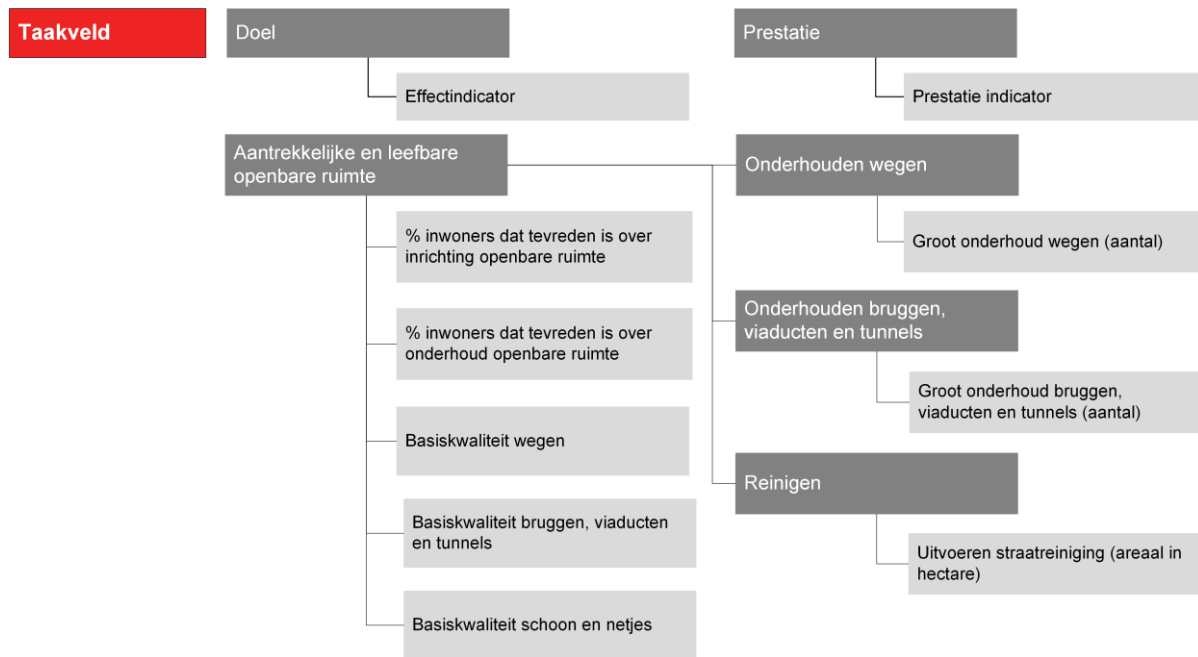 Taakveld
Doel
Prestatie
Effectindicator
Prestatie indicator
Aantrekkelijke en leefbare
openbare ruimte
Onderhouden wegen
% inwoners dat tevreden is over
inrichting openbare ruimte
Groot onderhoud wegen (aantal)
Onderhouden bruggen,
viaducten en tunnels
% inwoners dat tevreden is over
onderhoud openbare ruimte
Groot onderhoud bruggen,
viaducten en tunnels (aantal)
Basiskwaliteit wegen
Reinigen
Basiskwaliteit bruggen, viaducten
en tunnels
Uitvoeren straatreiniging (areaal in
hectare)
Basiskwaliteit schoon en netjes